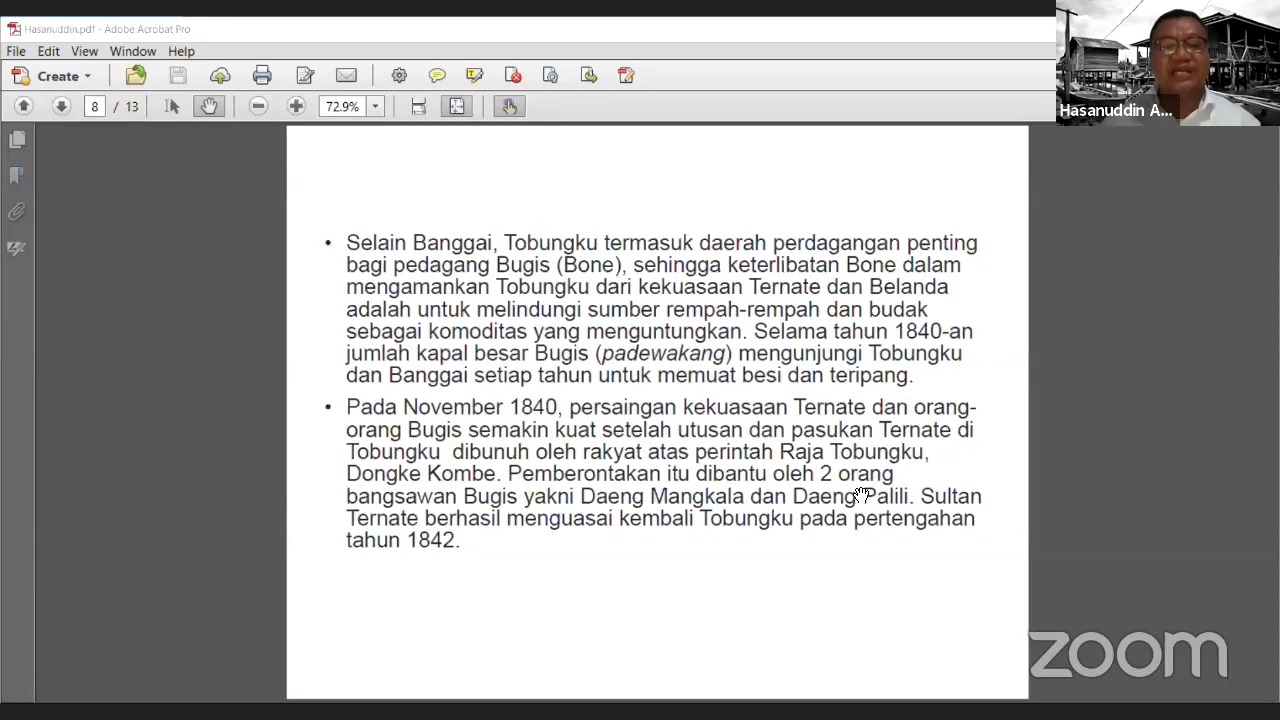 Hasanuddin.pdf - Adobe Acrobat Pro
File Edit View Window Help
Create
8 / 13 72.9%
Hasanuddin A...
• Selain Banggai, Tobungku termasuk daerah perdagangan penting
bagi pedagang Bugis (Bone), sehingga keterlibatan Bone dalam
mengamankan Tobungku dari kekuasaan Ternate dan Belanda
adalah untuk melindungi sumber rempah-rempah dan budak
sebagai komoditas yang menguntungkan. Selama tahun 1840-an
jumlah kapal besar Bugis (padewakang) mengunjungi Tobungku
dan Banggai setiap tahun untuk memuat besi dan teripang.
• Pada November 1840, persaingan kekuasaan Ternate dan orang-
orang Bugis semakin kuat setelah utusan dan pasukan Ternate di
Tobungku dibunuh oleh rakyat atas perintah Raja Tobungku,
Dongke Kombe. Pemberontakan itu dibantu oleh 2 orang
bangsawan Bugis yakni Daeng Mangkala dan Daeng Palili. Sultan
Ternate berhasil menguasai kembali Tobungku pada pertengahan
tahun 1842.
zoom